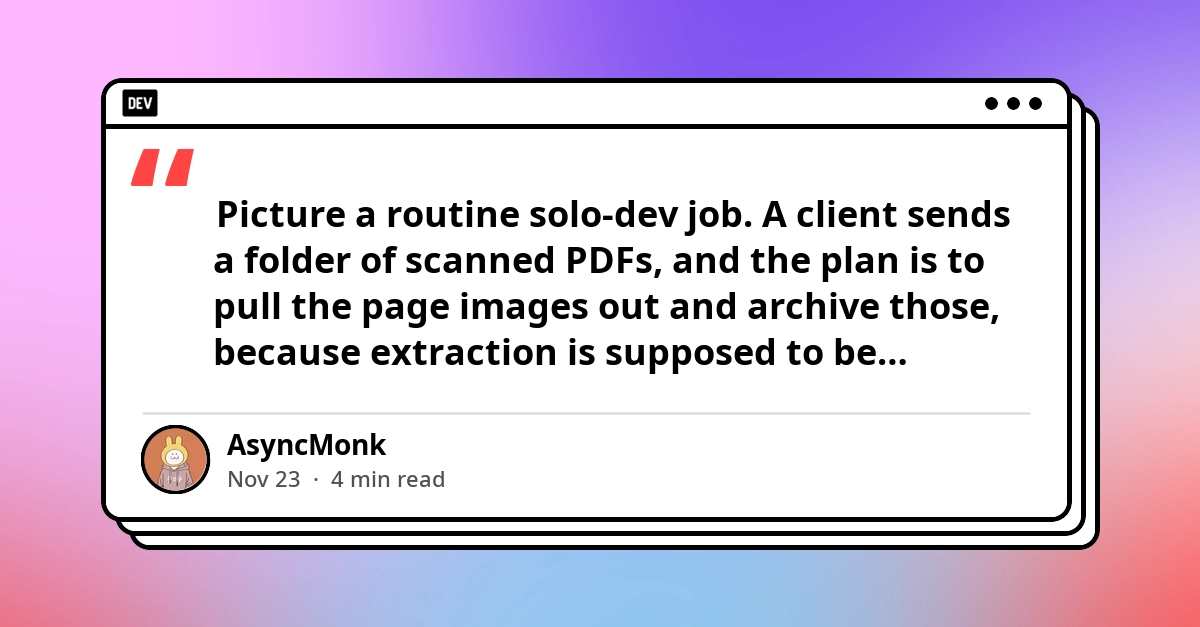 DEV
“
Picture a routine solo-dev job. A client sends
a folder of scanned PDFs, and the plan is to
pull the page images out and archive those,
because extraction is supposed to be...
AsyncMonk
Nov 23 · 4 min read